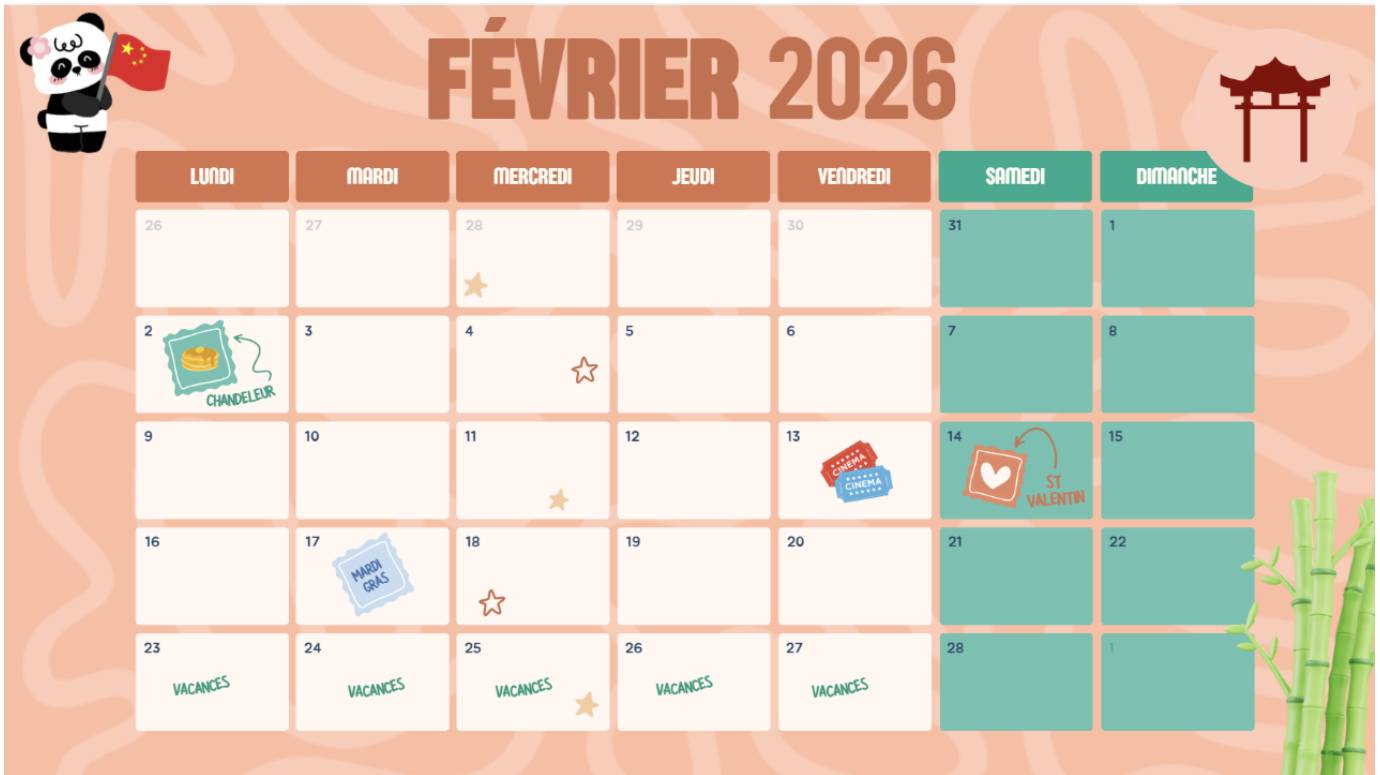 FÉVRIER 2026
LUNDI MARDI MERCREDI JEUDI VENDREDI SAMEDI DIMANCHE
26 27 28 29 30 31 1
2 3 4 5 6 7 8
CHANDELEUR
9 10 11 12 13 14 15
CINEMA
CINEMA
ST
VALENTIN
16 17 18 19 20 21 22
MARDI
GRAS
23 24 25 26 27 28 1
VACANCES VACANCES VACANCES VACANCES VACANCES